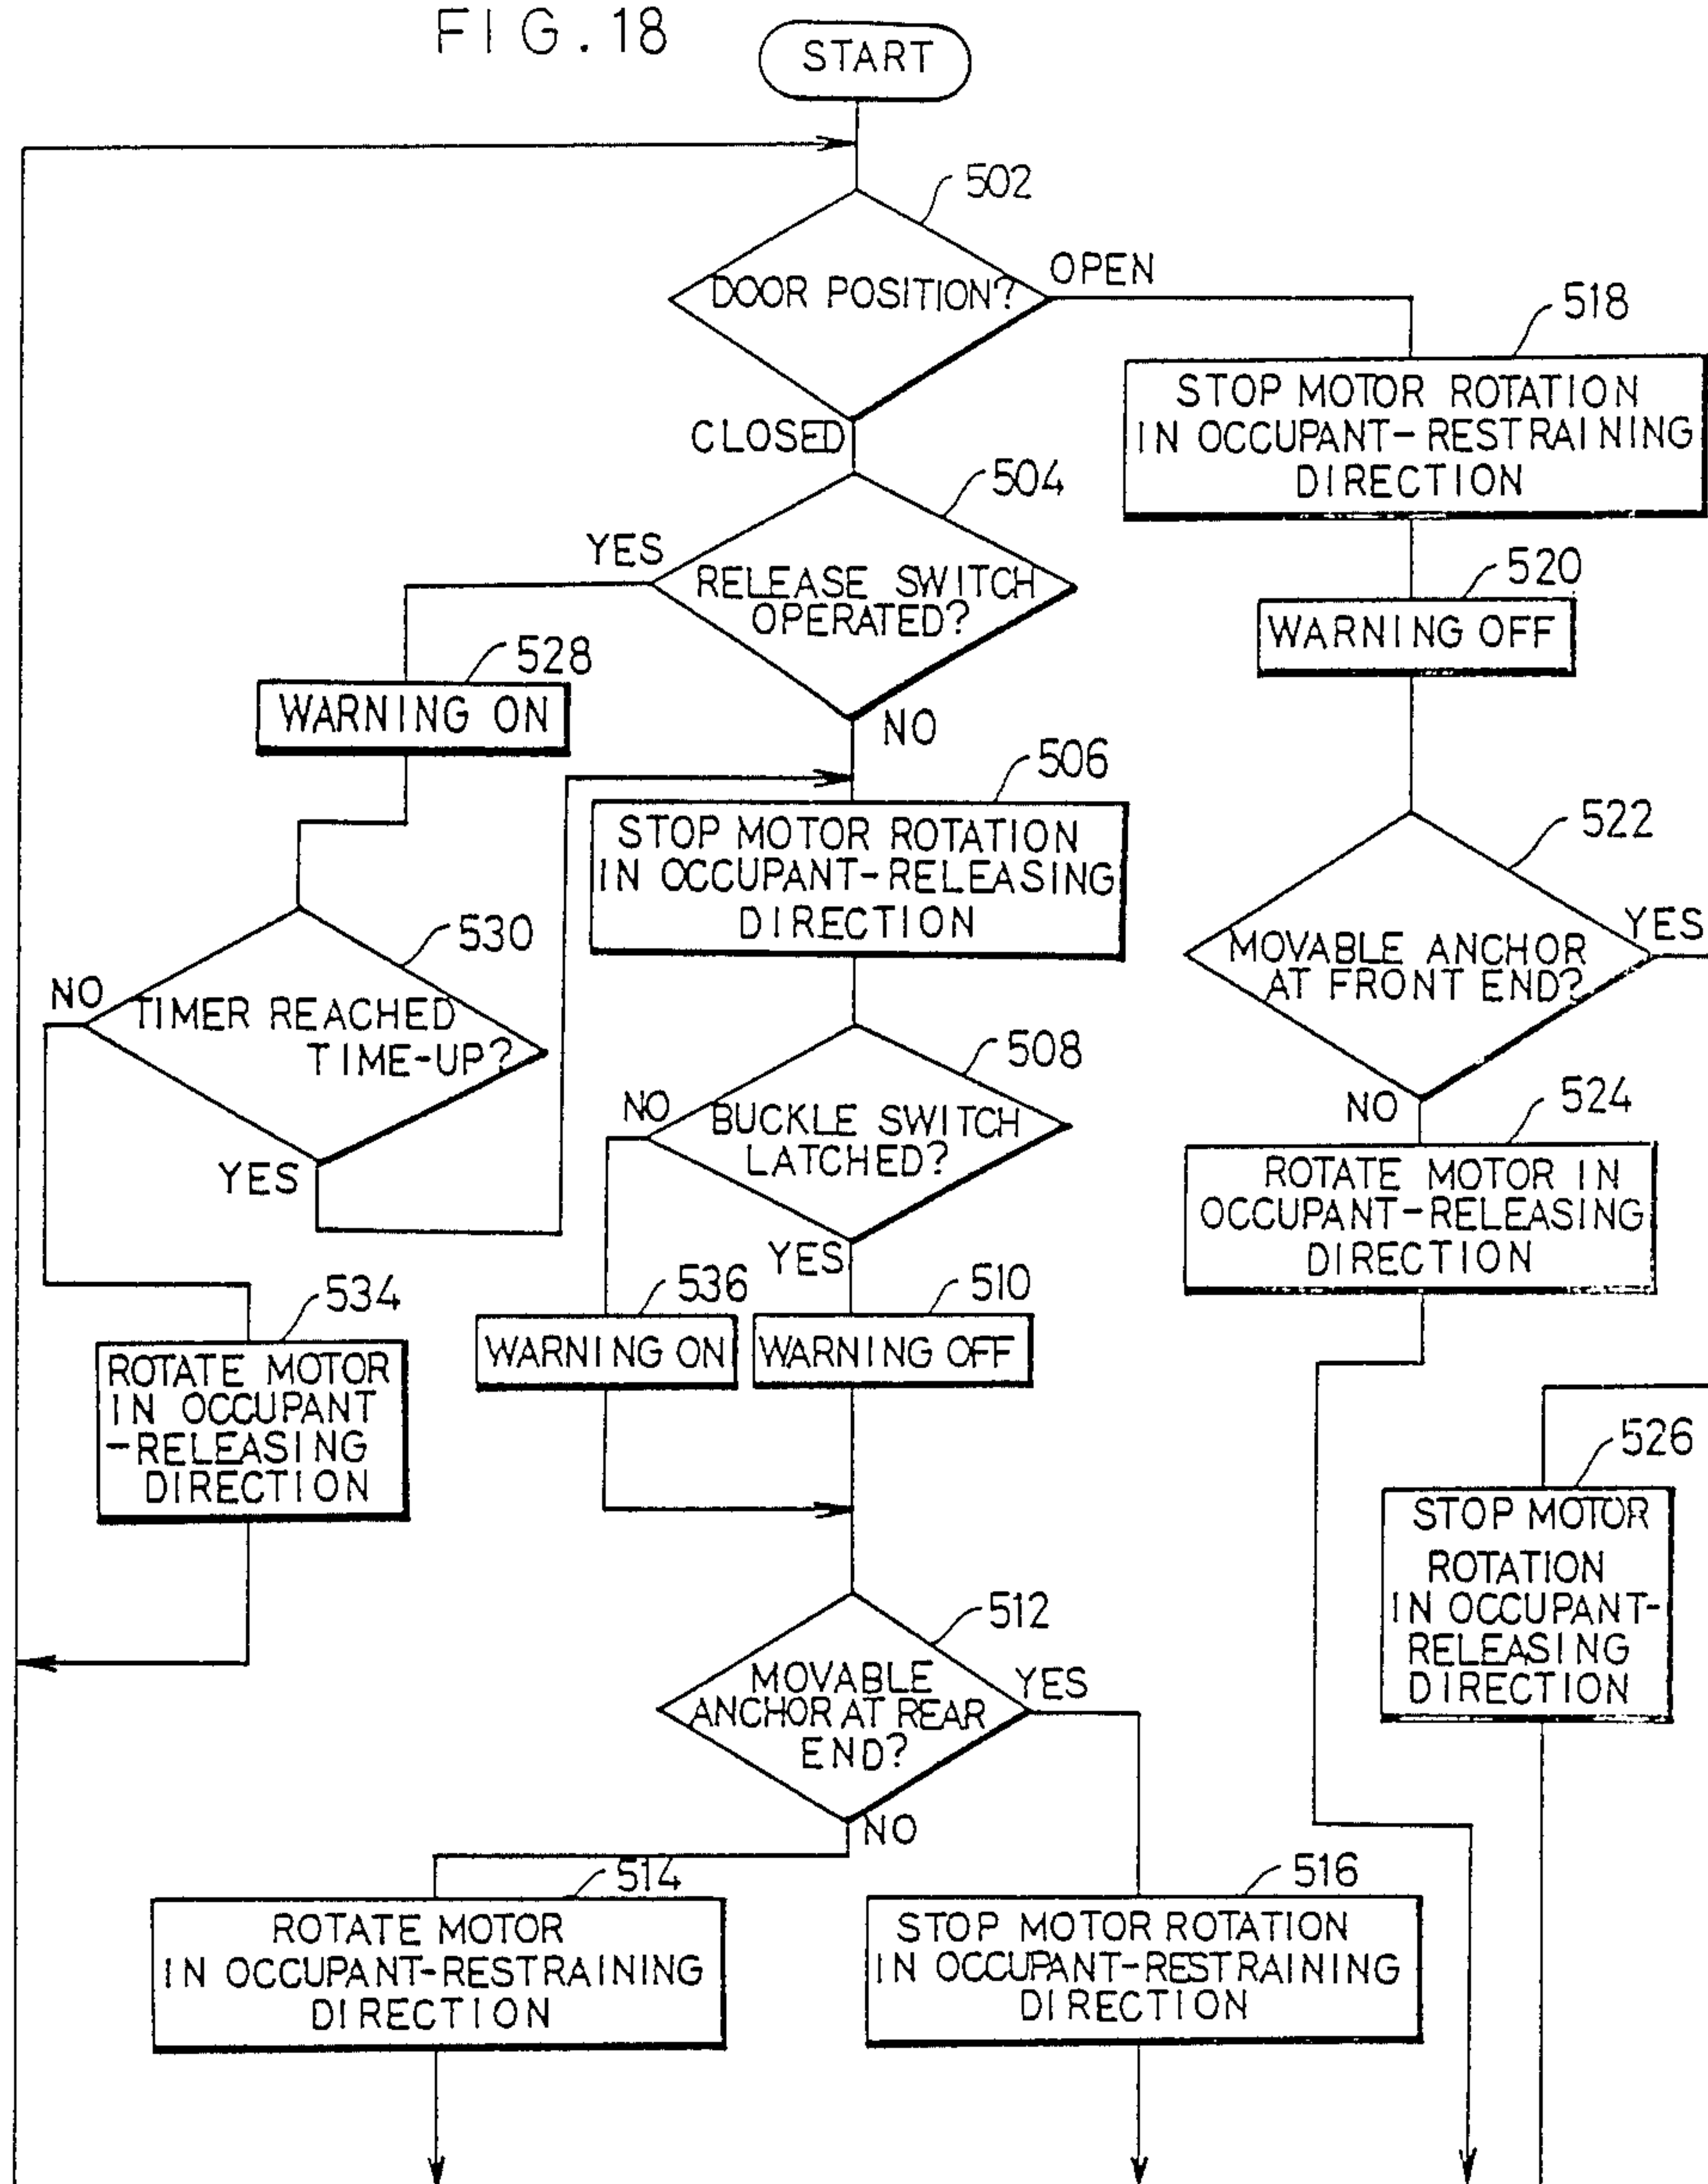 FIG.18
START
502
DOOR POSITION?
OPEN
CLOSED
518
STOP MOTOR ROTATION
IN OCCUPANT-RESTRAINING
DIRECTION
504
YES
RELEASE SWITCH
OPERATED?
NO
520
WARNING OFF
528
WARNING ON
506
STOP MOTOR ROTATION
IN OCCUPANT-RELEASING
DIRECTION
522
YES
MOVABLE ANCHOR
AT FRONT END?
NO
530
NO
TIMER REACHED
TIME-UP?
YES
508
NO
BUCKLE SWITCH
LATCHED?
YES
524
ROTATE MOTOR IN
OCCUPANT-RELEASING
DIRECTION
534
ROTATE MOTOR
IN OCCUPANT
-RELEASING
DIRECTION
536
WARNING ON
510
WARNING OFF
526
STOP MOTOR
ROTATION
IN OCCUPANT-
RELEASING
DIRECTION
512
MOVABLE
ANCHOR AT REAR
END?
YES
NO
514
ROTATE MOTOR
IN OCCUPANT-RESTRAINING
DIRECTION
516
STOP MOTOR ROTATION
IN OCCUPANT-RESTRAINING
DIRECTION